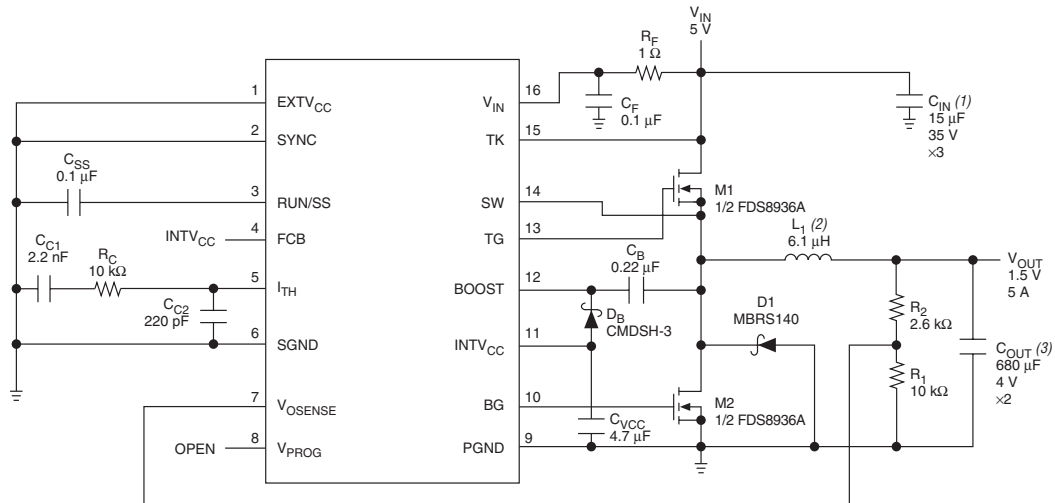 V_IN
5 V
R_F
1 Ω
C_F
0.1 µF
C_IN (1)
15 µF
35 V
×3
1
EXTV_CC
2
SYNC
C_SS
0.1 µF
3
RUN/SS
INTV_CC
4
FCB
C_C1
2.2 nF
R_C
10 kΩ
5
I_TH
C_C2
220 pF
6
SGND
7
V_OSENSE
OPEN
8
V_PROG
16
V_IN
15
TK
14
SW
13
TG
12
BOOST
11
INTV_CC
10
BG
9
PGND
M1
1/2 FDS8936A
C_B
0.22 µF
D_B
CMDSH-3
C_VCC
4.7 µF
L_1 (2)
6.1 µH
D1
MBRS140
M2
1/2 FDS8936A
V_OUT
1.5 V
5 A
R_2
2.6 kΩ
R_1
10 kΩ
C_OUT (3)
680 µF
4 V
×2